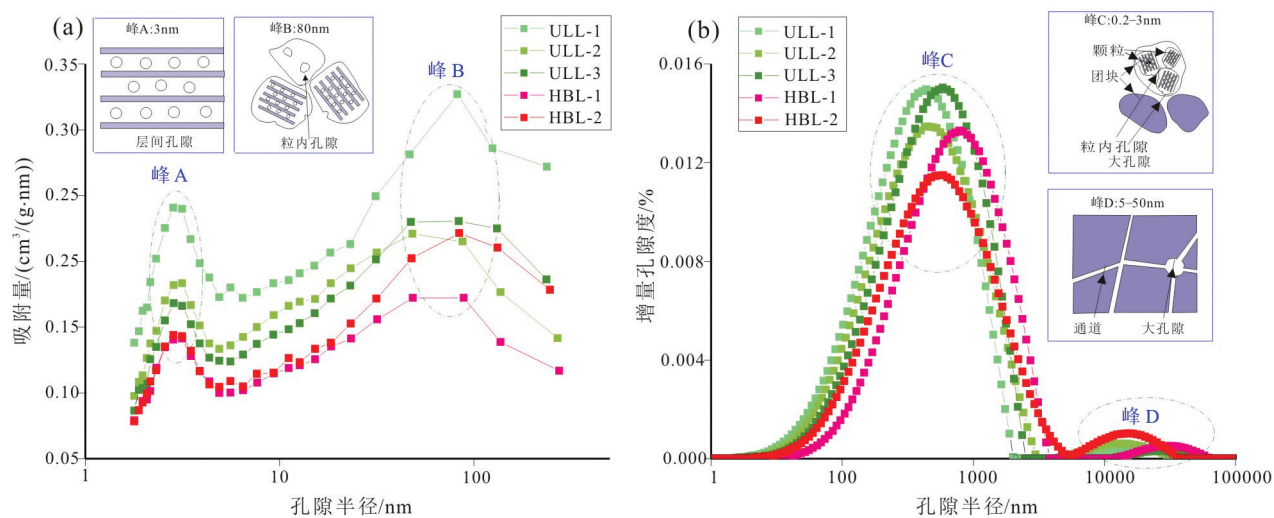 (a)
峰A:3nm
层间孔隙
峰B:80nm
粒内孔隙
ULL-1
ULL-2
ULL-3
HBL-1
HBL-2
峰 A
峰 B
0.35
0.35
0.30
0.25
0.25
0.15
0.10
0.05
1
10
100
吸附量/(cm³/(g·nm))
孔隙半径/nm
(b)
ULL-1
ULL-2
ULL-3
HBL-1
HBL-2
峰C
峰C:0.2–3nm
颗粒
团块
粒内孔隙
大孔隙
峰D:5–50nm
通道
大孔隙
峰 D
0.016
0.012
0.008
0.004
0.000
1
100
1000
10000
100000
增量孔隙度/%
孔隙半径/nm